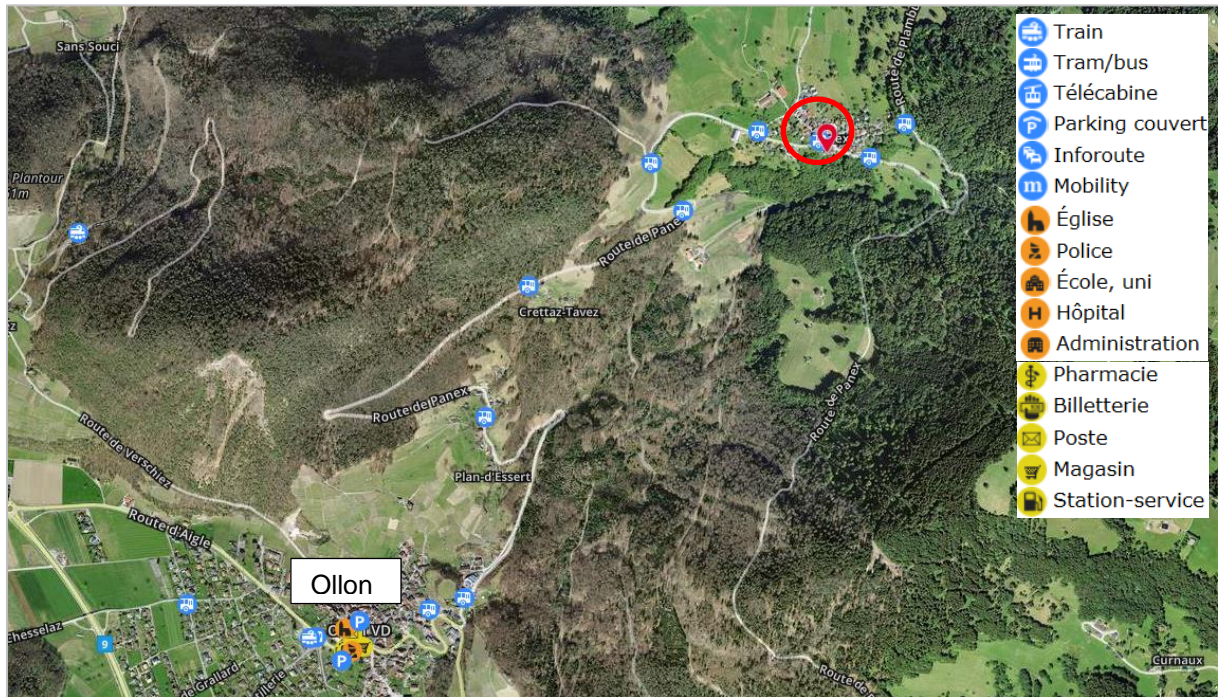 Sans Souci
Route de Plambu
Train
Tram/bus
Télécabine
Parking couvert
Inforoute
m Mobility
Église
Police
École, uni
H Hôpital
Administration
Pharmacie
Billetterie
Poste
Magasin
Station-service
Plantour
Route de Panex
Crettaz-Tavez
Route de Panex
Route de Panex
Plan-d'Essert
Route de Verschiez
Route d'Aigle
Ollon
VD
P
P
Chesselaz
9
de Grallard
Curnaux